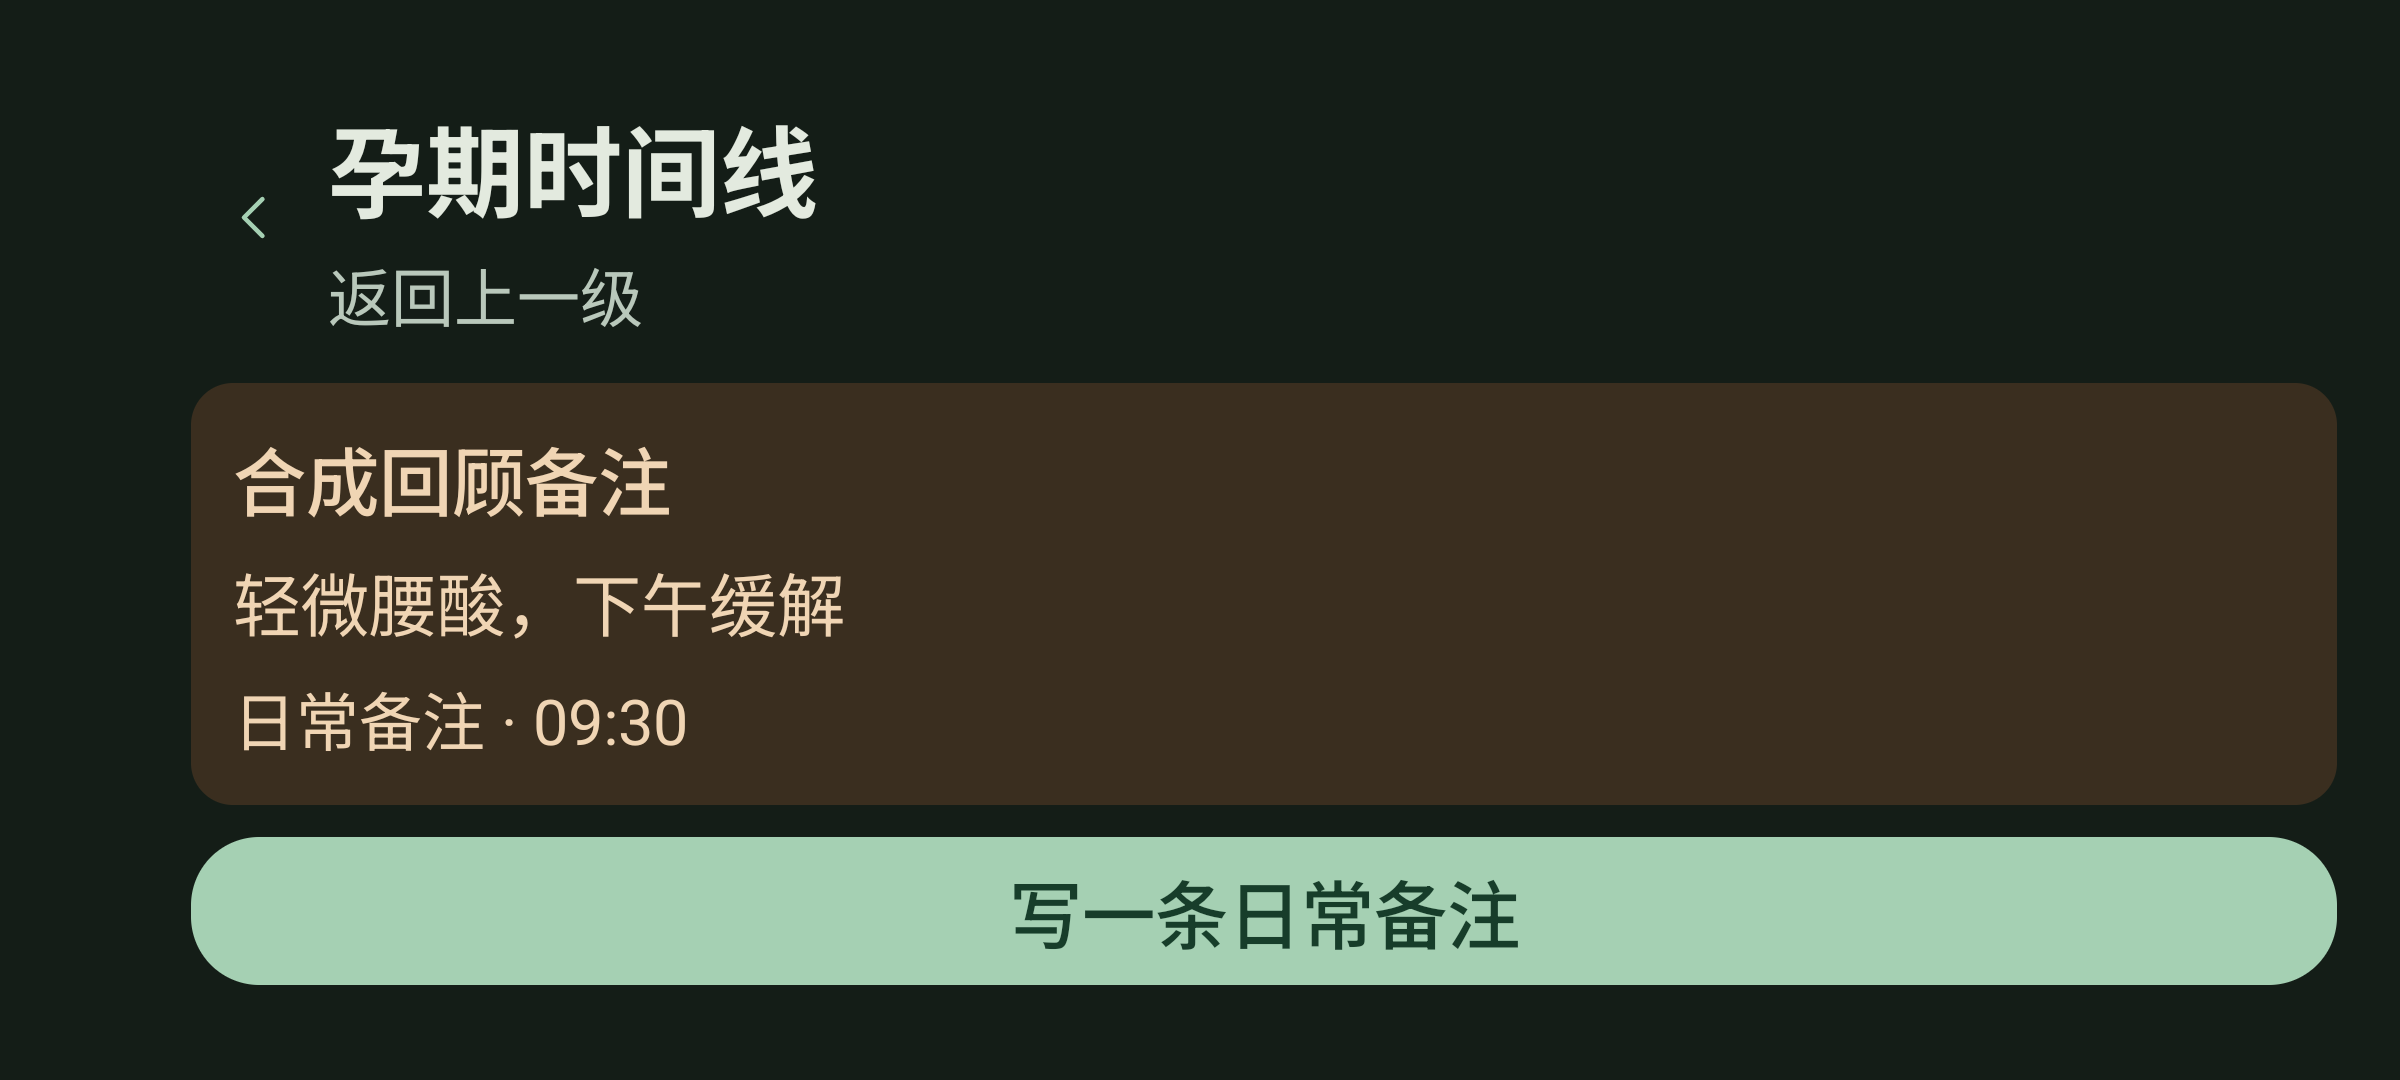 孕期时间线
返回上一级
合成回顾备注
轻微腰酸，下午缓解
日常备注 · 09:30
写一条日常备注